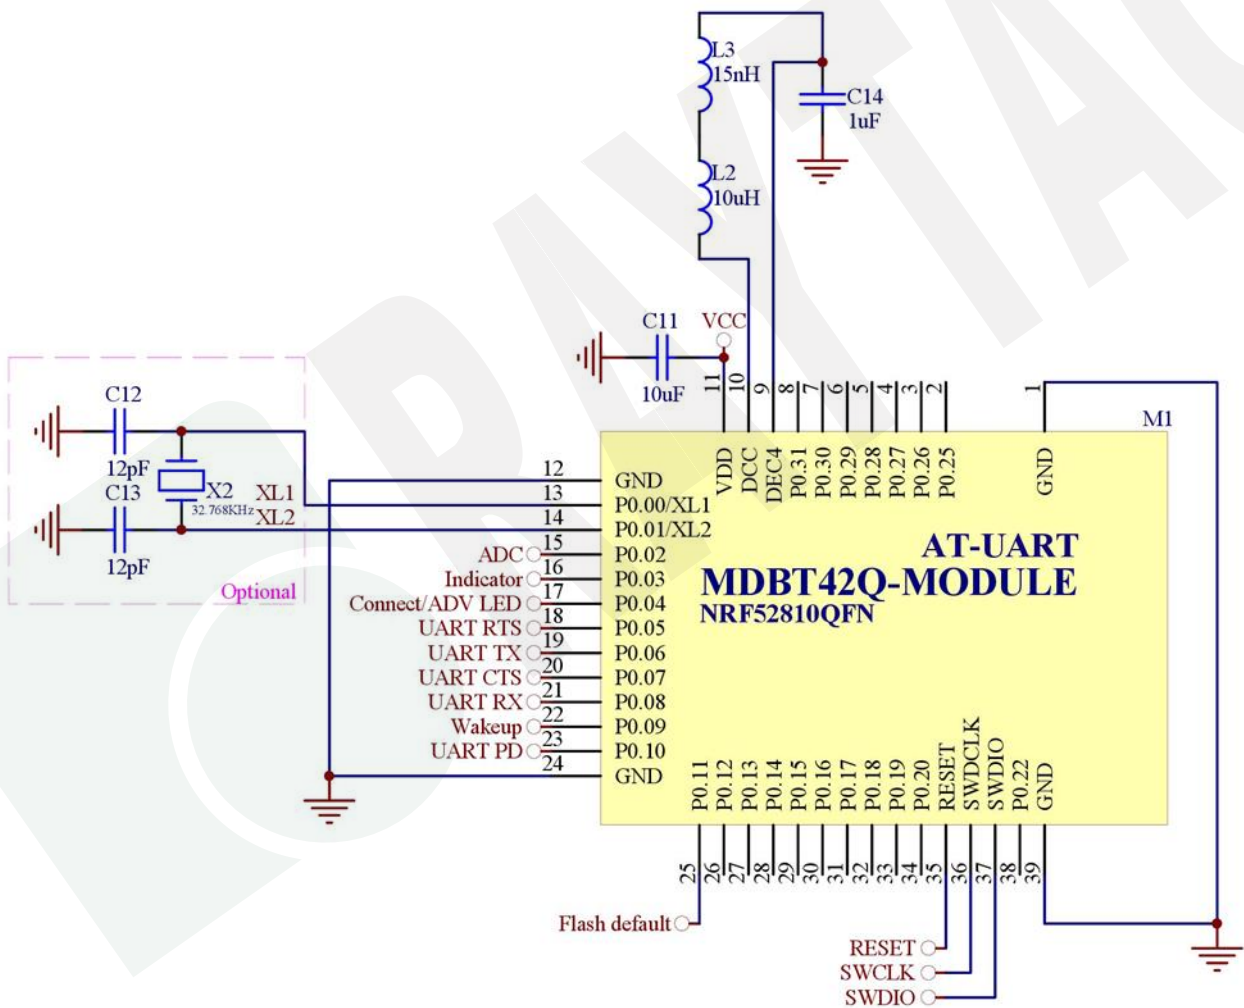 L3
15nH
C14
1uF
L2
10uH
C11
VCC
10uF
11
10
9
8
7
6
5
4
3
2
1
M1
C12
12pF
C13
12pF
X2
32.768KHz
XL1
XL2
Optional
VDD
DCC
DEC4
P0.31
P0.30
P0.29
P0.28
P0.27
P0.26
P0.25
GND
12 GND
13 P0.00/XL1
14 P0.01/XL2
ADC 15 P0.02
Indicator 16 P0.03
Connect/ADV LED 17 P0.04
UART RTS 18 P0.05
UART TX 19 P0.06
UART CTS 20 P0.07
UART RX 21 P0.08
Wakeup 22 P0.09
UART PD 23 P0.10
24 GND
AT-UART
MDBT42Q-MODULE
NRF52810QFN
P0.11
P0.12
P0.13
P0.14
P0.15
P0.16
P0.17
P0.18
P0.19
P0.20
RESET
SWDCLK
SWDIO
P0.22
GND
25
26
27
28
29
30
31
32
33
34
35
36
37
38
39
Flash default
RESET
SWCLK
SWDIO
RAYTAC